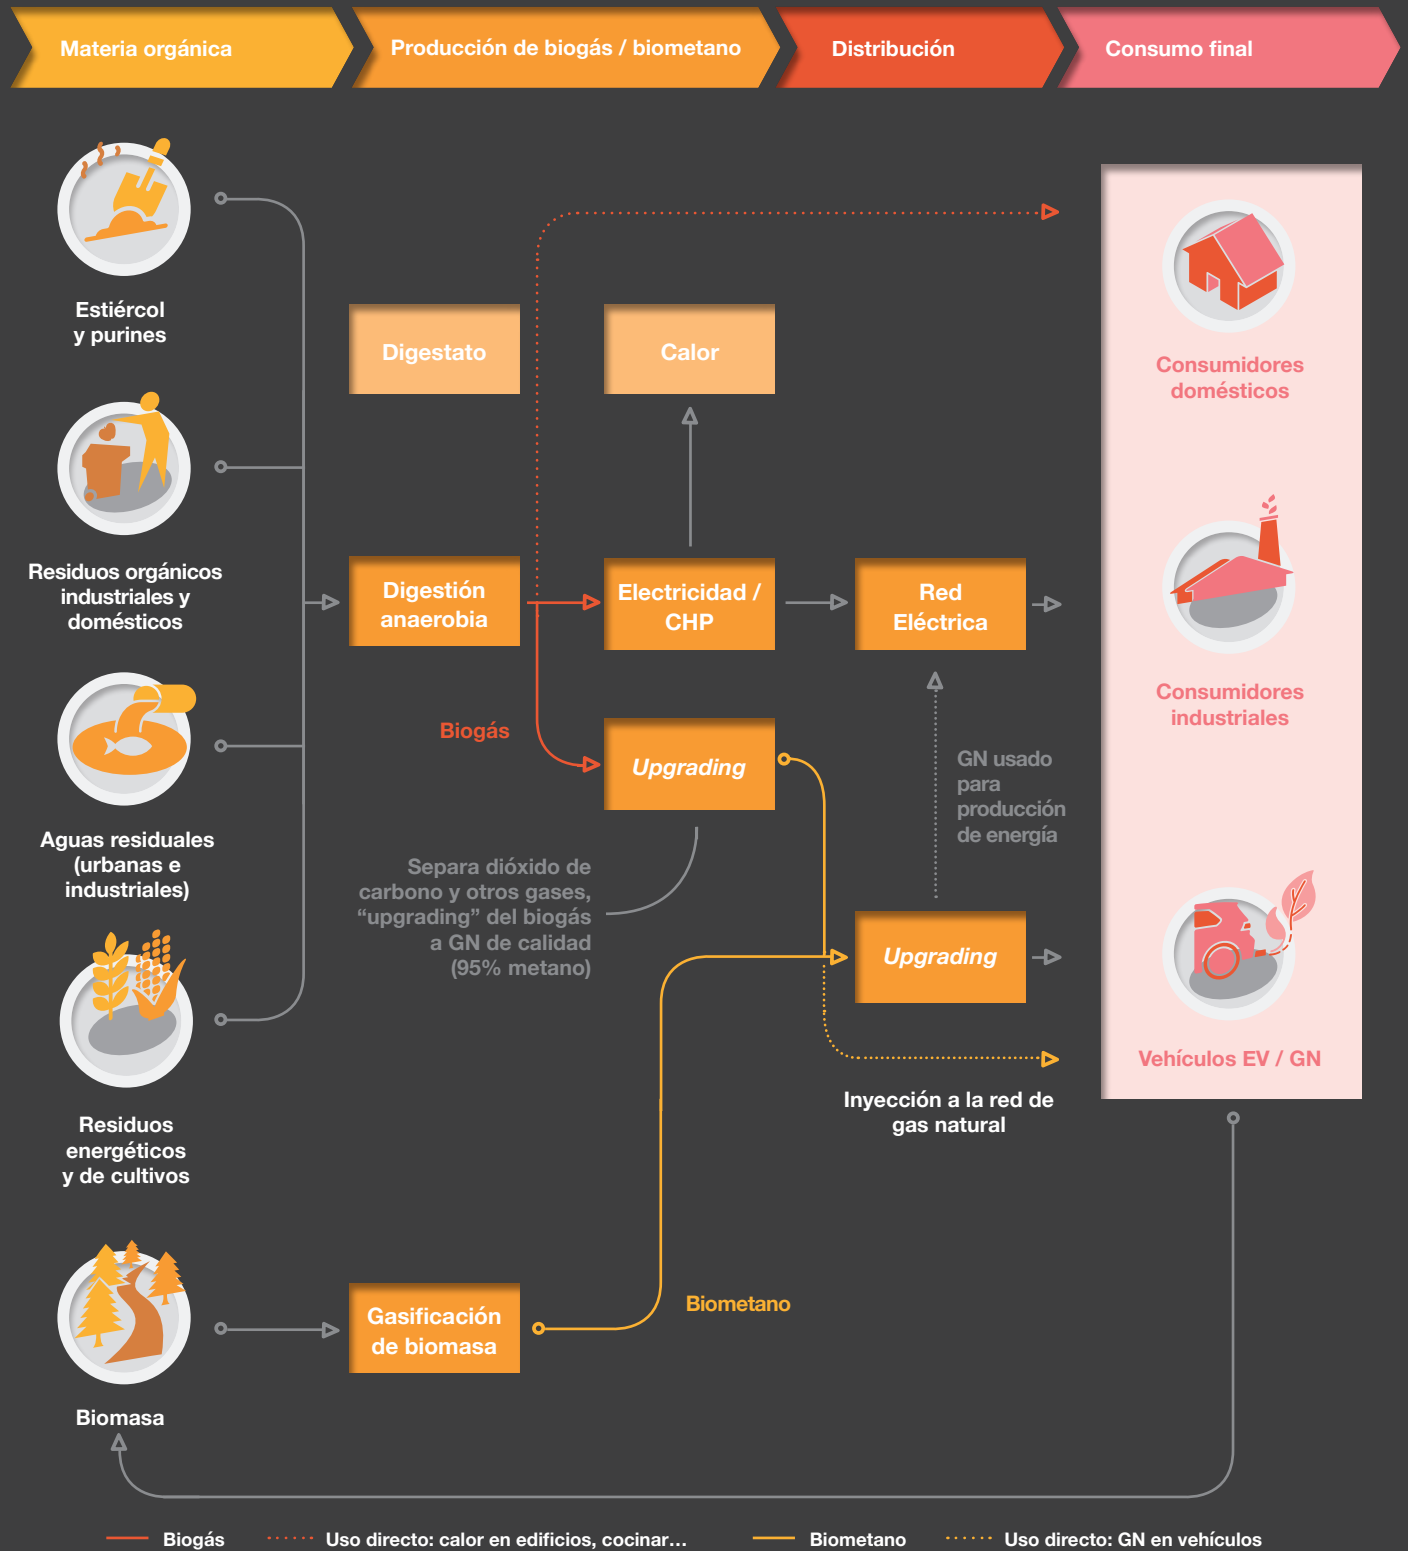 Materia orgánica
Producción de biogás / biometano
Distribución
Consumo final
Estiércol
y purines
Residuos orgánicos
industriales y
domésticos
Aguas residuales
(urbanas e
industriales)
Residuos
energéticos
y de cultivos
Biomasa
Digestato
Calor
Digestión
anaerobia
Electricidad /
CHP
Red
Eléctrica
Biogás
Upgrading
Separa dióxido de
carbono y otros gases,
“upgrading” del biogás
a GN de calidad
(95% metano)
GN usado
para
producción
de energía
Upgrading
Inyección a la red de
gas natural
Gasificación
de biomasa
Biometano
Consumidores
domésticos
Consumidores
industriales
Vehículos EV / GN
Biogás
Uso directo: calor en edificios, cocinar...
Biometano
Uso directo: GN en vehículos